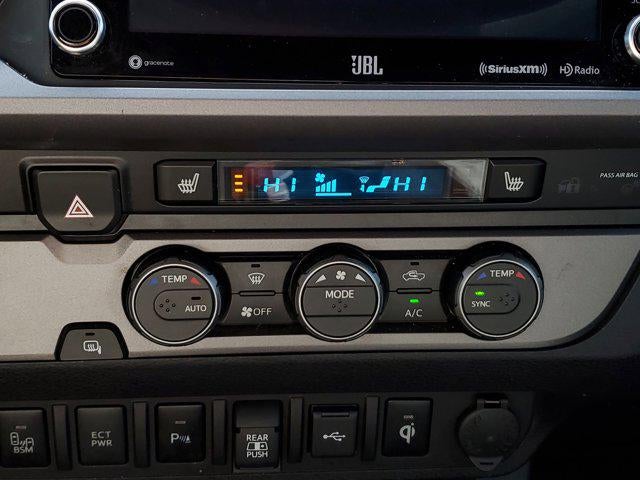 gracenote
JBL
((SiriusXM))
HD Radio
HI
HI
PASS AIR BAG
TEMP
AUTO
OFF
MODE
A/C
TEMP
SYNC
BSM
ECT
PWR
P
REAR
PUSH